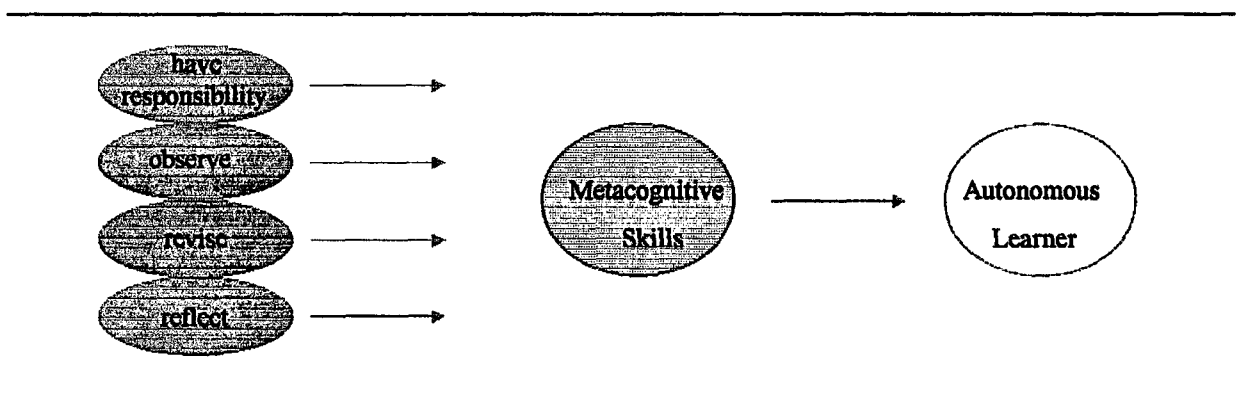 have
responsibility
observe
revise
reflect
Metacognitive
Skills
Autonomous
Learner